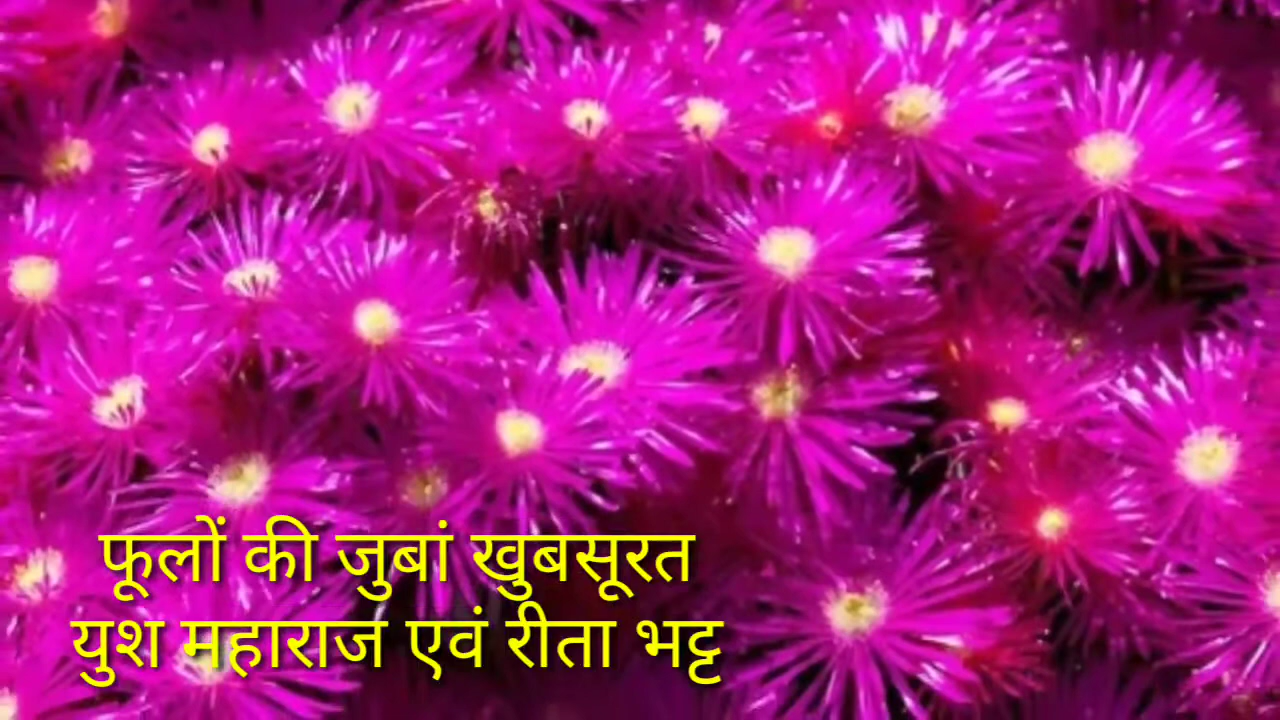 फूलों की जुबां खुबसूरत
युश महाराज एवं रीता भट्ट